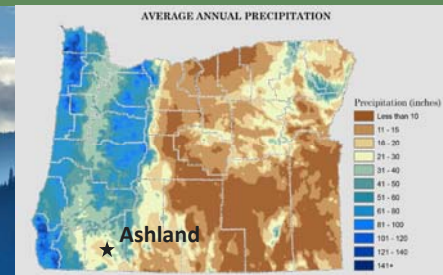 AVERAGE ANNUAL PRECIPITATION
Ashland
Precipitation (inches)
Less than 10
11 - 15
16 - 20
21 - 30
31 - 40
41 - 50
51 - 60
61 - 80
81 - 100
101 - 120
121 - 140
141+